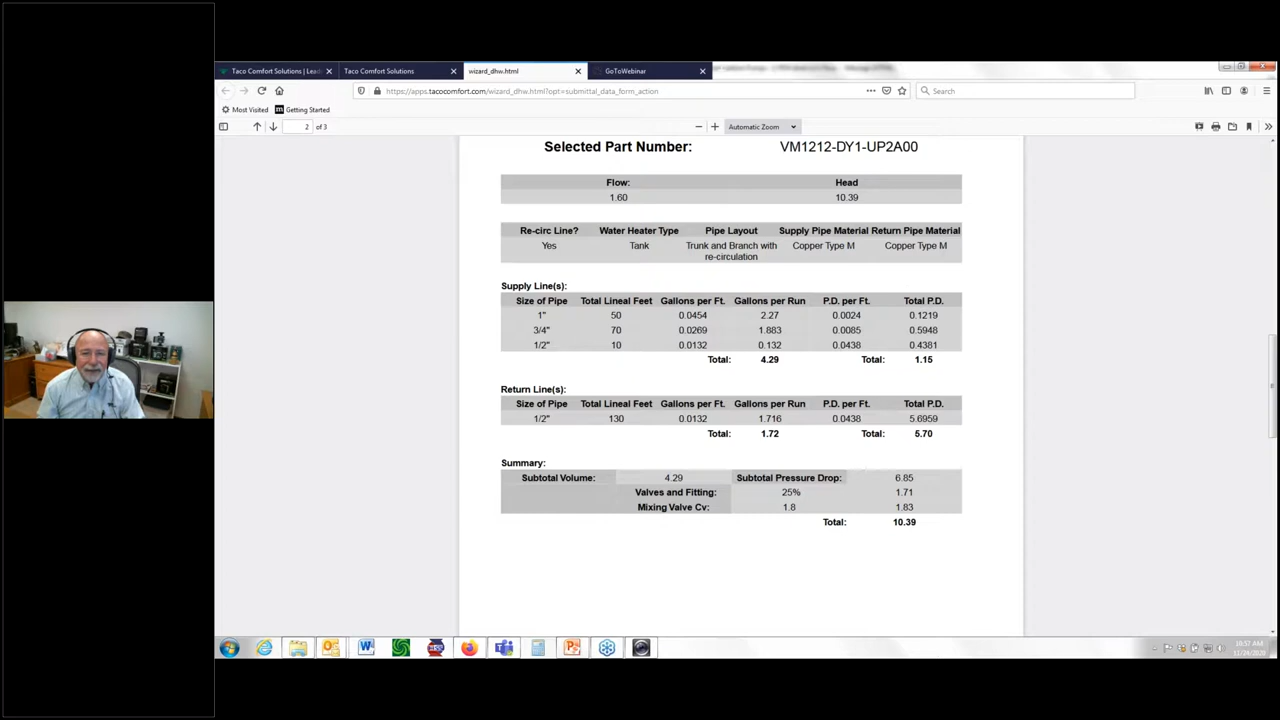 Taco Comfort Solutions | Lead
Taco Comfort Solutions
wizard_dhw.html
GoToWebinar
https://apps.tacocomfort.com/wizard_dhw.html?opt=submittal_data_form_action
Search
Most Visited
Getting Started
2 of 3
Automatic Zoom
Selected Part Number: VM1212-DY1-UP2A00
Flow: Head
1.60 10.39
Re-circ Line? Water Heater Type Pipe Layout Supply Pipe Material Return Pipe Material
Yes Tank Trunk and Branch with re-circulation Copper Type M Copper Type M
Supply Line(s):
Size of Pipe Total Lineal Feet Gallons per Ft. Gallons per Run P.D. per Ft. Total P.D.
1" 50 0.0454 2.27 0.0024 0.1219
3/4" 70 0.0269 1.883 0.0085 0.5948
1/2" 10 0.0132 0.132 0.0438 0.4381
Total: 4.29 Total: 1.15
Return Line(s):
Size of Pipe Total Lineal Feet Gallons per Ft. Gallons per Run P.D. per Ft. Total P.D.
1/2" 130 0.0132 1.716 0.0438 5.6959
Total: 1.72 Total: 5.70
Summary:
Subtotal Volume: 4.29 Subtotal Pressure Drop: 6.85
Valves and Fitting: 25% 1.71
Mixing Valve Cv: 1.8 1.83
Total: 10.39
10:57 AM
11/24/2020